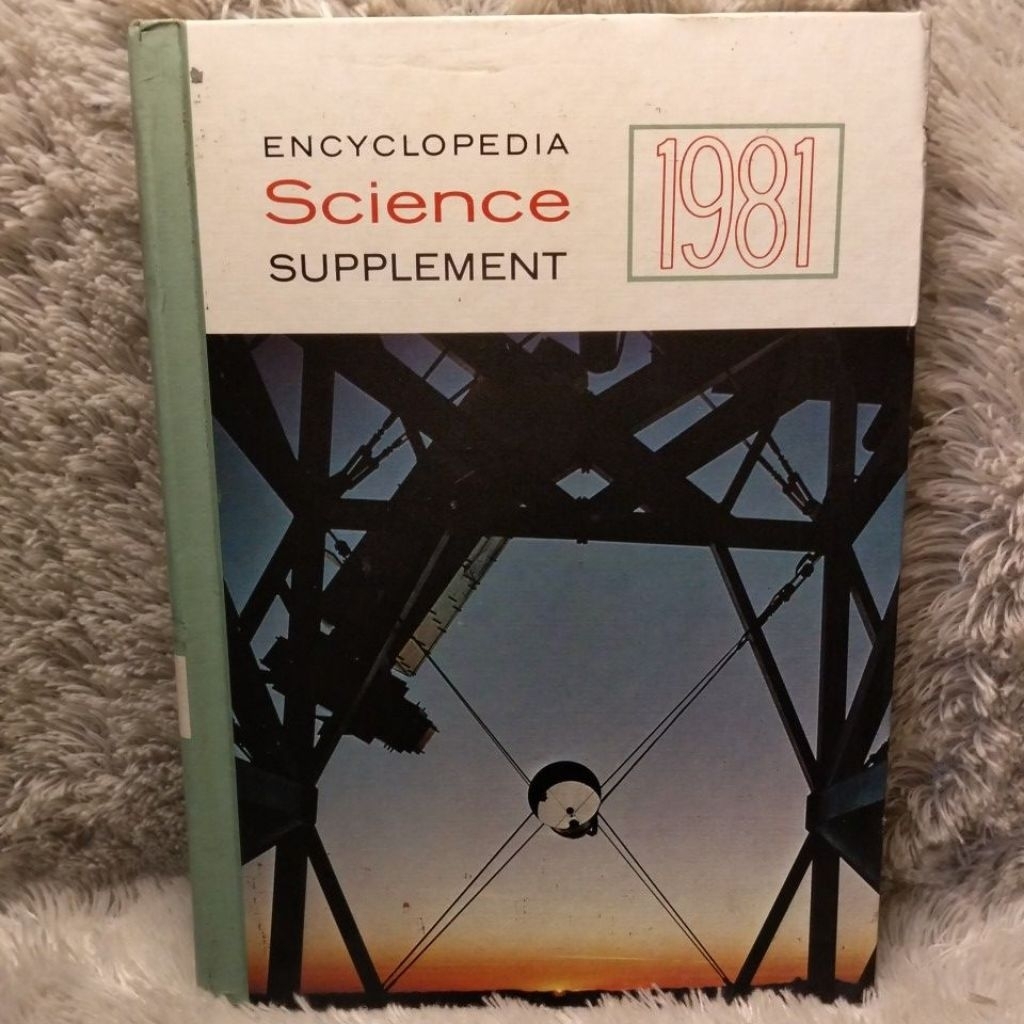 ENCYCLOPEDIA
Science
SUPPLEMENT
1981